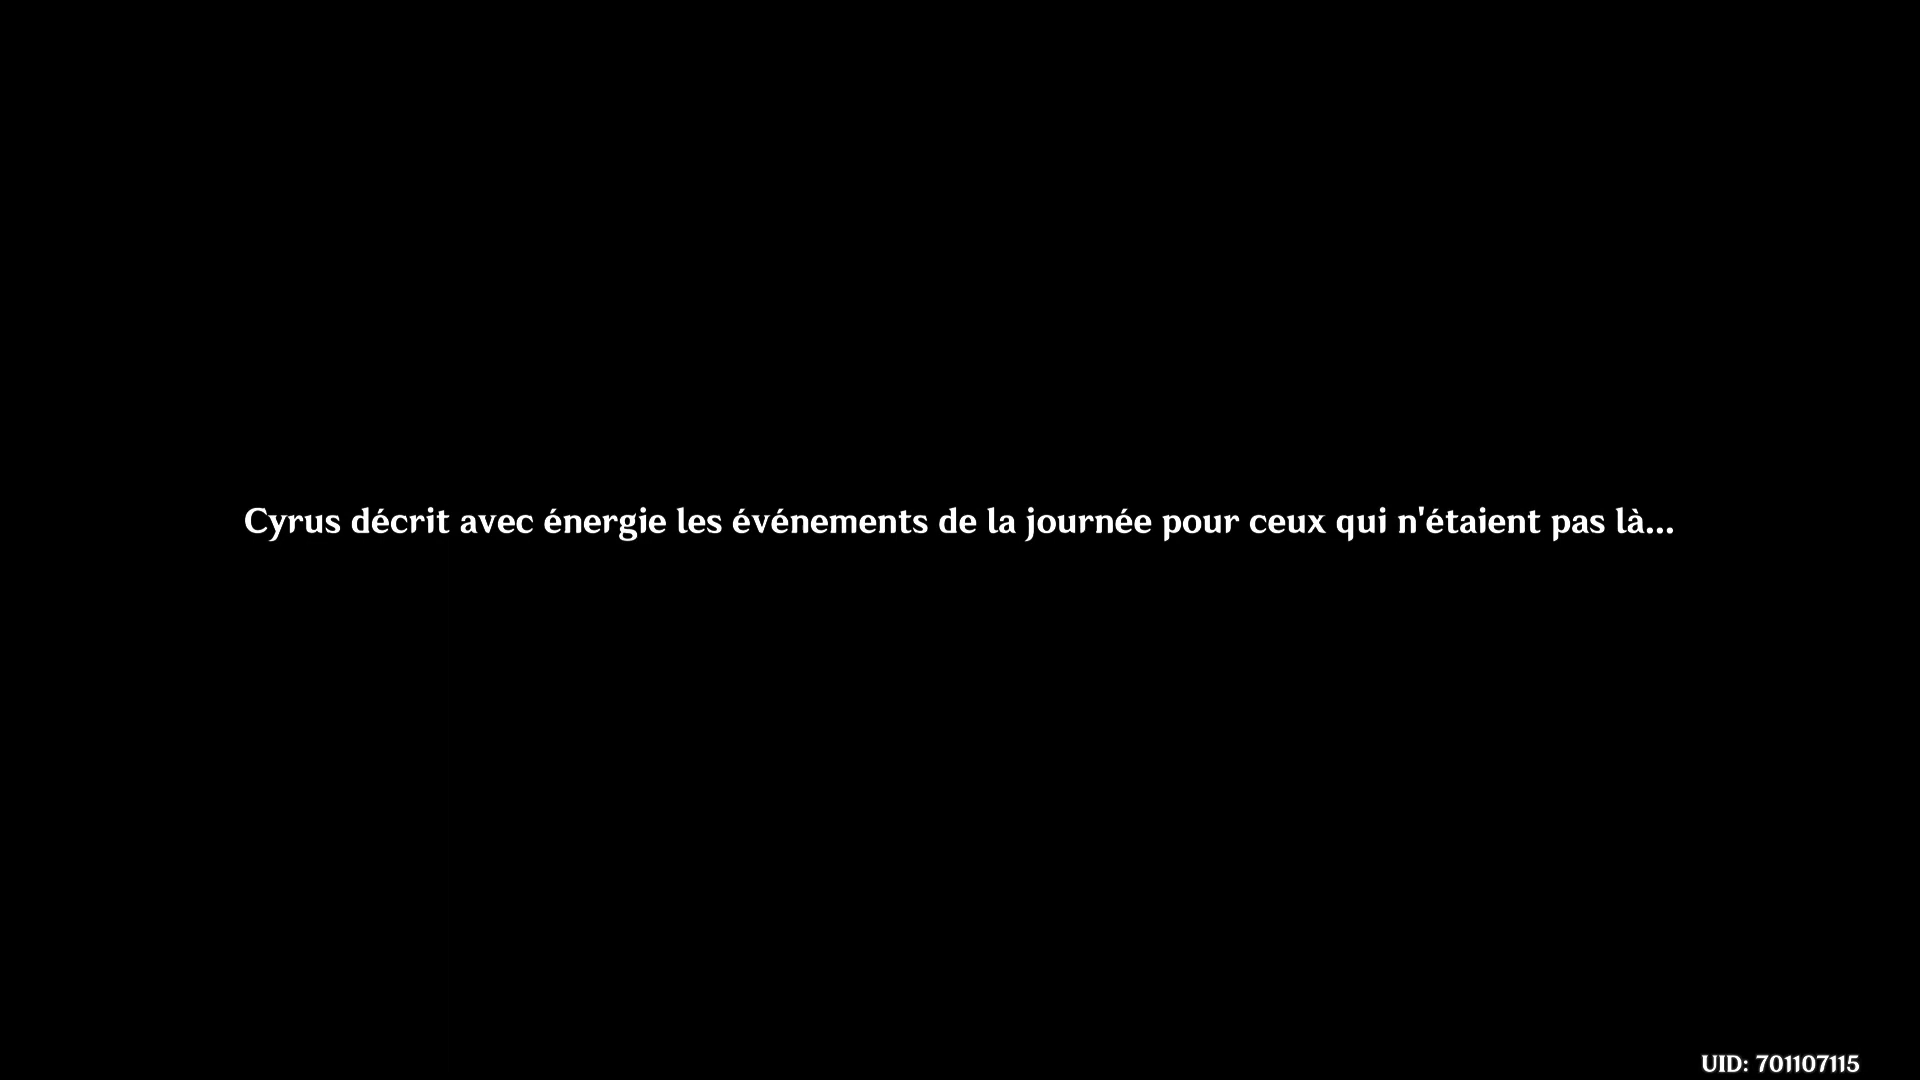 Cyrus décrit avec énergie les événements de la journée pour ceux qui n'étaient pas là...
UID: 701107115